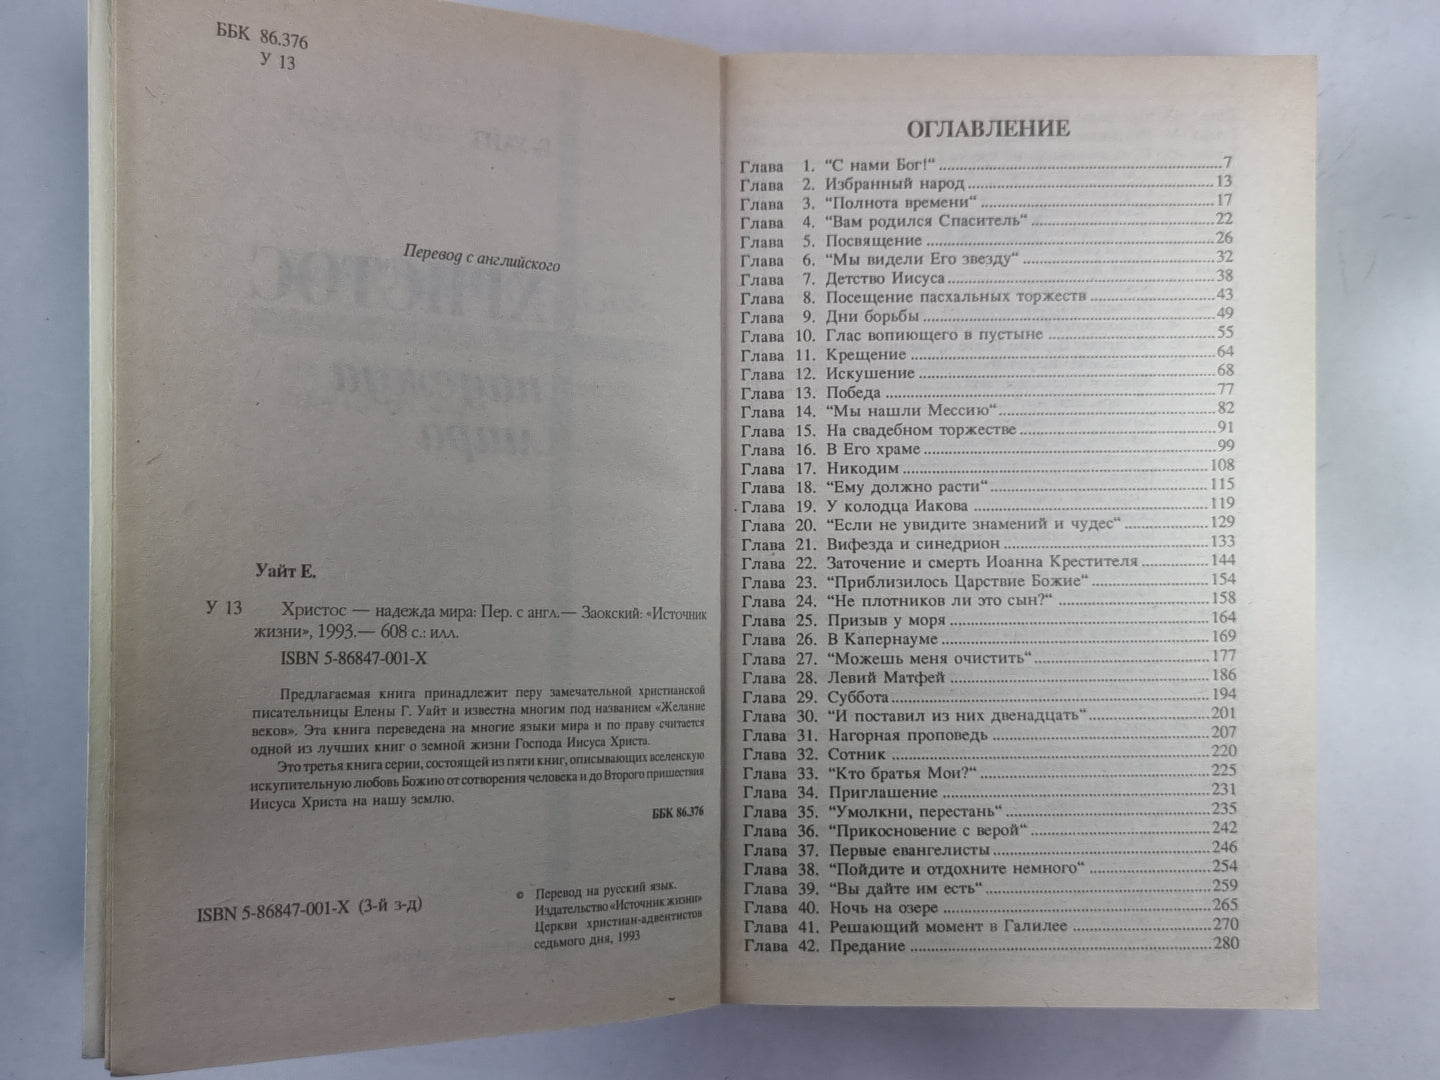 ББК 86.376
У 13
Перевод с английского
Уайт Е.
У 13 Христос — надежда мира: Пер. с англ.— Заокский: «Источник
жизни», 1993.— 608 с.: илл.
ISBN 5-86847-001-X
Предлагаемая книга принадлежит перу замечательной христианской
писательницы Елены Г. Уайт и известна многим под названием «Желание
веков». Эта книга переведена на многие языки мира и по праву считается
одной из лучших книг о земной жизни Господа Иисуса Христа.
Это третья книга серии, состоящей из пяти книг, описывающих вселенскую
искупительную любовь Божию от сотворения человека и до Второго пришествия
Иисуса Христа на нашу землю.
ББК 86.376
ISBN 5-86847-001-X (3-й з-д)
© Перевод на русский язык.
Издательство «Источник жизни»
Церкви христиан-адвентистов
седьмого дня, 1993
ОГЛАВЛЕНИЕ
Глава 1. “С нами Бог!“ 7
Глава 2. Избранный народ 13
Глава 3. “Полнота времени“ 17
Глава 4. “Вам родился Спаситель“ 22
Глава 5. Посвящение 26
Глава 6. “Мы видели Его звезду“ 32
Глава 7. Детство Иисуса 38
Глава 8. Посещение пасхальных торжеств 43
Глава 9. Дни борьбы 49
Глава 10. Глас вопиющего в пустыне 55
Глава 11. Крещение 64
Глава 12. Искушение 68
Глава 13. Победа 77
Глава 14. “Мы нашли Мессию“ 82
Глава 15. На свадебном торжестве 91
Глава 16. В Его храме 99
Глава 17. Никодим 108
Глава 18. “Ему должно расти“ 115
Глава 19. У колодца Иакова 119
Глава 20. “Если не увидите знамений и чудес“ 129
Глава 21. Вифезда и синедрион 133
Глава 22. Заточение и смерть Иоанна Крестителя 144
Глава 23. “Приблизилось Царствие Божие“ 154
Глава 24. “Не плотников ли это сын?“ 158
Глава 25. Призыв у моря 164
Глава 26. В Капернауме 169
Глава 27. “Можешь меня очистить“ 177
Глава 28. Левий Матфей 186
Глава 29. Суббота 194
Глава 30. “И поставил из них двенадцать“ 201
Глава 31. Нагорная проповедь 207
Глава 32. Сотник 220
Глава 33. “Кто братья Мои?“ 225
Глава 34. Приглашение 231
Глава 35. “Умолкни, перестань“ 235
Глава 36. “Прикосновение с верой“ 242
Глава 37. Первые евангелисты 246
Глава 38. “Пойдите и отдохните немного“ 254
Глава 39. “Вы дайте им есть“ 259
Глава 40. Ночь на озере 265
Глава 41. Решающий момент в Галилее 270
Глава 42. Предание 280